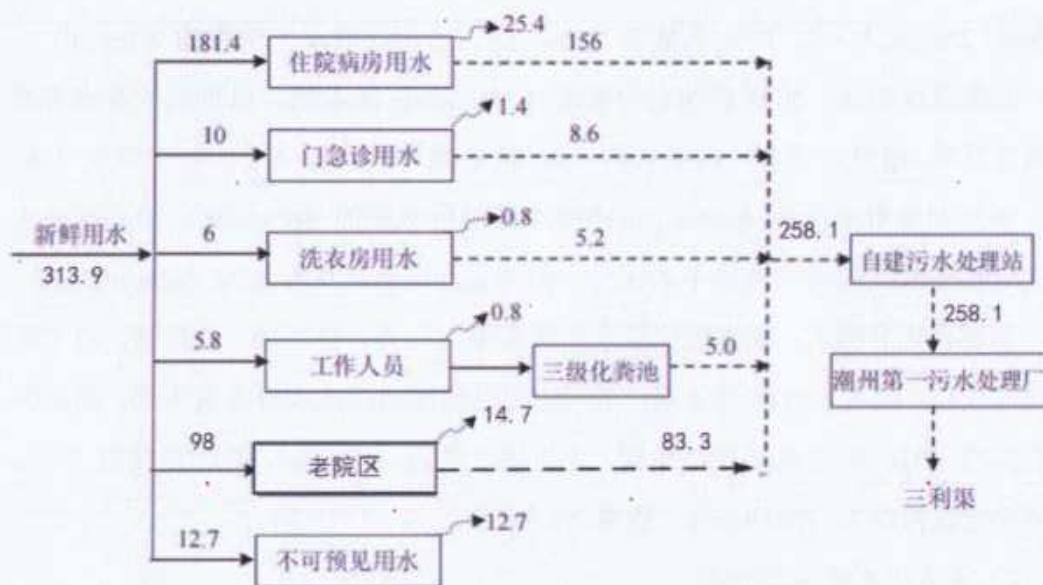 25.4
181.4
住院病房用水
156
1.4
10
门急诊用水
8.6
0.8
新鲜用水
6
洗衣房用水
5.2
258.1
自建污水处理站
313.9
0.8
258.1
5.8
工作人员
三级化粪池
5.0
潮州第一污水处理厂
14.7
98
老院区
83.3
三利渠
12.7
12.7
不可预见用水